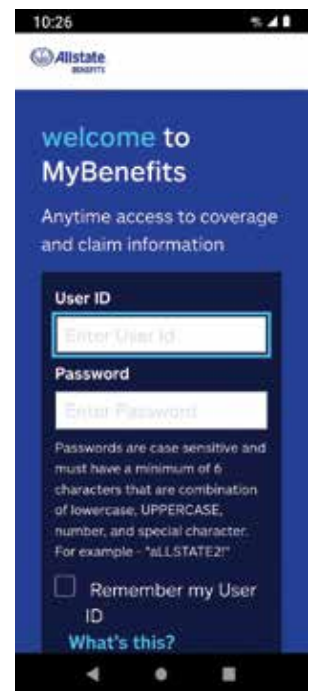 10:26
Allstate
BENEFITS
welcome to
MyBenefits
Anytime access to coverage
and claim information
User ID
Enter User Id
Password
Enter Password
Passwords are case sensitive and
must have a minimum of 6
characters that are combination
of lowercase, UPPERCASE,
number, and special character.
For example - "aLLSTATE2!"
Remember my User
ID
What's this?